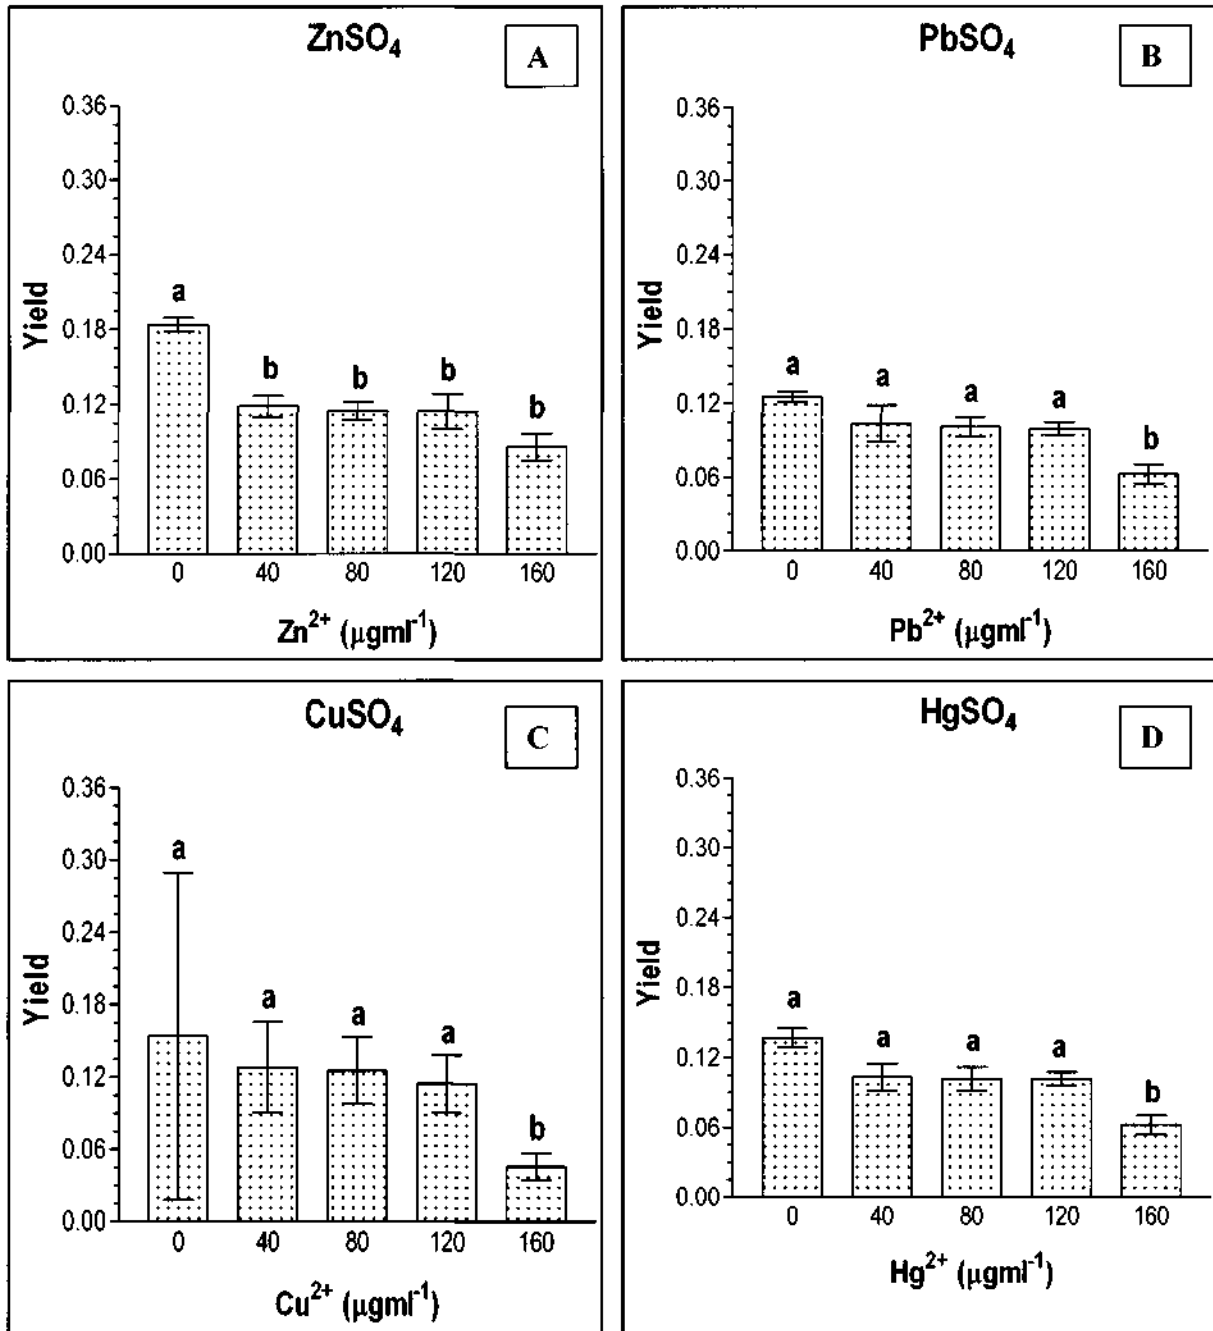 ZnSO4
A
0.36
0.30
0.24
0.18
0.12
0.06
0.00
Yield
a
b
b
b
b
0 40 80 120 160
Zn2+ (μgml-1)
PbSO4
B
0.36
0.30
0.24
0.18
0.12
0.06
0.00
Yield
a
a
a
a
b
0 40 80 120 160
Pb2+ (μgml-1)
CuSO4
C
0.36
0.30
0.24
0.18
0.12
0.06
0.00
Yield
a
a
a
a
b
0 40 80 120 160
Cu2+ (μgml-1)
HgSO4
D
0.36
0.30
0.24
0.18
0.12
0.06
0.00
Yield
a
a
a
a
b
0 40 80 120 160
Hg2+ (μgml-1)